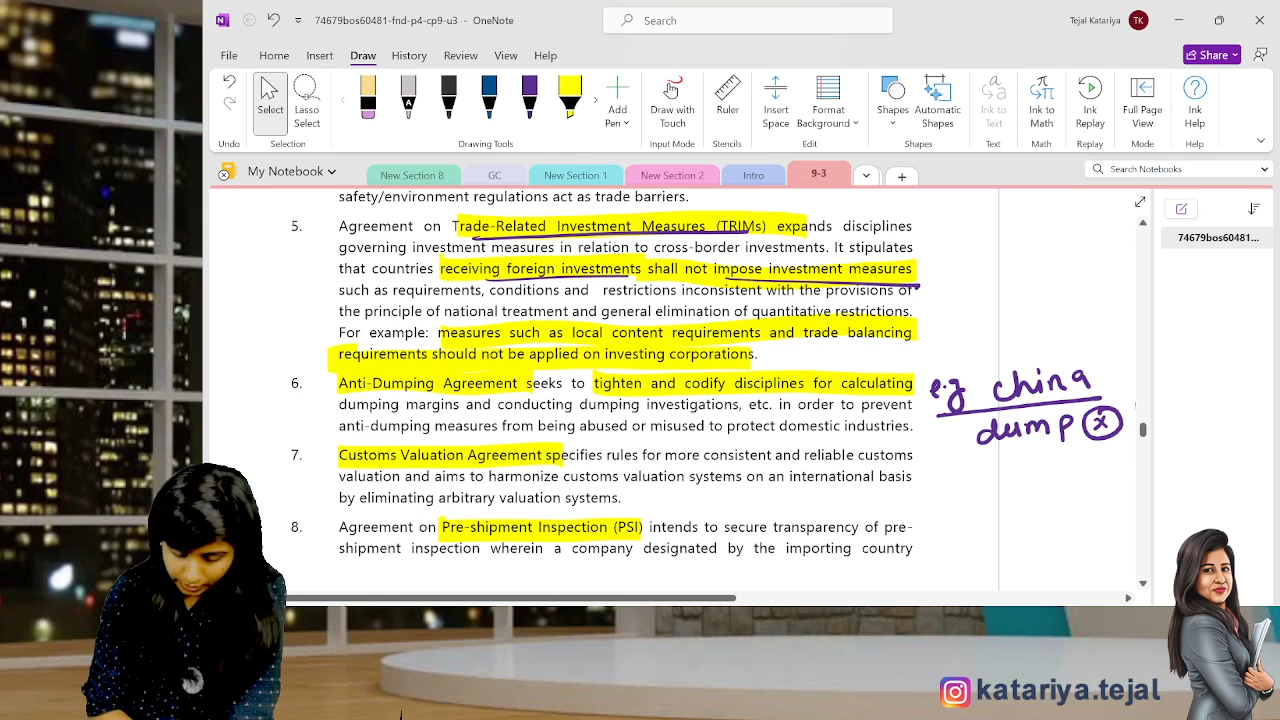 74679bos60481-fnd-p4-cp9-u3 - OneNote
Search
Tejal Katariya
TK
File Home Insert Draw History Review View Help
Share
Undo
Select
Lasso Select
Selection
Drawing Tools
Add Pen
Draw with Touch
Input Mode
Ruler
Stencils
Insert Space
Format Background
Edit
Shapes
Automatic Shapes
Ink to Text
Ink to Math
Shapes
Ink Replay
Replay
Full Page View
Mode
Ink Help
Help
My Notebook
New Section 8
GC
New Section 1
New Section 2
Intro
9-3
Search Notebooks
74679bos60481...
safety/environment regulations act as trade barriers.
5. Agreement on Trade-Related Investment Measures (TRIMs) expands disciplines
governing investment measures in relation to cross-border investments. It stipulates
that countries receiving foreign investments shall not impose investment measures
such as requirements, conditions and restrictions inconsistent with the provisions of
the principle of national treatment and general elimination of quantitative restrictions.
For example: measures such as local content requirements and trade balancing
requirements should not be applied on investing corporations.
6. Anti-Dumping Agreement seeks to tighten and codify disciplines for calculating
dumping margins and conducting dumping investigations, etc. in order to prevent
anti-dumping measures from being abused or misused to protect domestic industries.
e.g china
dump x
7. Customs Valuation Agreement specifies rules for more consistent and reliable customs
valuation and aims to harmonize customs valuation systems on an international basis
by eliminating arbitrary valuation systems.
8. Agreement on Pre-shipment Inspection (PSI) intends to secure transparency of pre-
shipment inspection wherein a company designated by the importing country
katariya.tejal